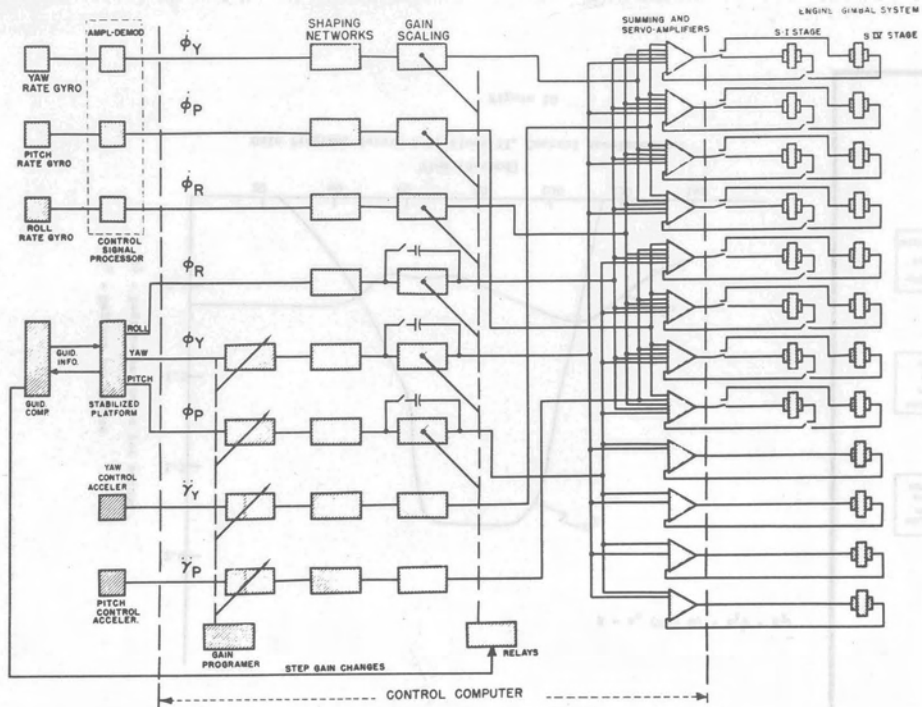 ENGINE GIMBAL SYSTEM
SHAPING NETWORKS
GAIN SCALING
SUMMING AND SERVO-AMPLIFIERS
S-I STAGE
S IV STAGE
AMPL-DEMOD
φ̇Y
YAW RATE GYRO
φ̇P
PITCH RATE GYRO
φ̇R
ROLL RATE GYRO
CONTROL SIGNAL PROCESSOR
φR
ROLL
φY
GUID. INFO.
YAW
PITCH
GUID. COMP.
STABILIZED PLATFORM
φP
YAW CONTROL ACCELER
γ̈Y
γ̈P
PITCH CONTROL ACCELER.
GAIN PROGRAMER
RELAYS
STEP GAIN CHANGES
CONTROL COMPUTER